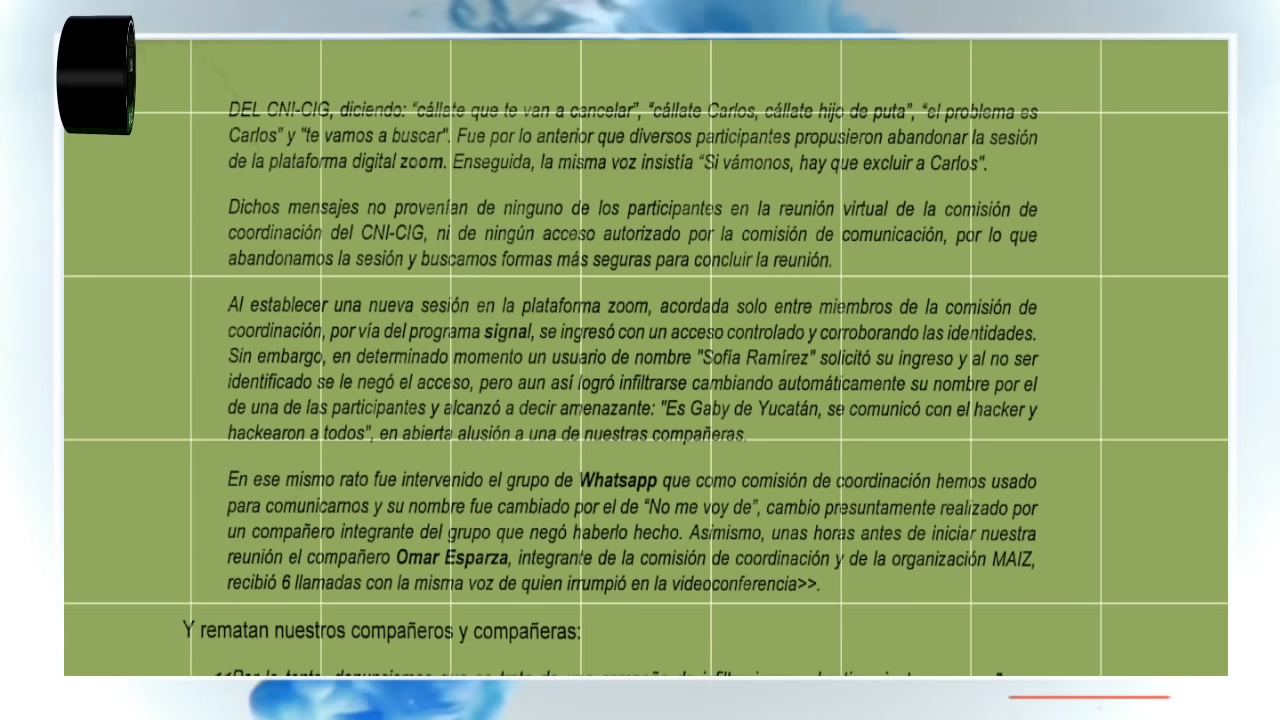 DEL CNI-CIG, diciendo: "cállate que te van a cancelar", "cállate Carlos, cállate hijo de puta", "el problema es
Carlos" y "te vamos a buscar". Fue por lo anterior que diversos participantes propusieron abandonar la sesión
de la plataforma digital zoom. Enseguida, la misma voz insistía "Si vámonos, hay que excluir a Carlos".
Dichos mensajes no provenían de ninguno de los participantes en la reunión virtual de la comisión de
coordinación del CNI-CIG, ni de ningún acceso autorizado por la comisión de comunicación, por lo que
abandonamos la sesión y buscamos formas más seguras para concluir la reunión.
Al establecer una nueva sesión en la plataforma zoom, acordada solo entre miembros de la comisión de
coordinación, por vía del programa signal, se ingresó con un acceso controlado y corroborando las identidades.
Sin embargo, en determinado momento un usuario de nombre "Sofía Ramírez" solicitó su ingreso y al no ser
identificado se le negó el acceso, pero aun así logró infiltrarse cambiando automáticamente su nombre por el
de una de las participantes y alcanzó a decir amenazante: "Es Gaby de Yucatán, se comunicó con el hacker y
hackearon a todos", en abierta alusión a una de nuestras compañeras.
En ese mismo rato fue intervenido el grupo de Whatsapp que como comisión de coordinación hemos usado
para comunicarnos y su nombre fue cambiado por el de "No me voy de", cambio presuntamente realizado por
un compañero integrante del grupo que negó haberlo hecho. Asimismo, unas horas antes de iniciar nuestra
reunión el compañero Omar Esparza, integrante de la comisión de coordinación y de la organización MAIZ,
recibió 6 llamadas con la misma voz de quien irrumpió en la videoconferencia>>.
Y rematan nuestros compañeros y compañeras: